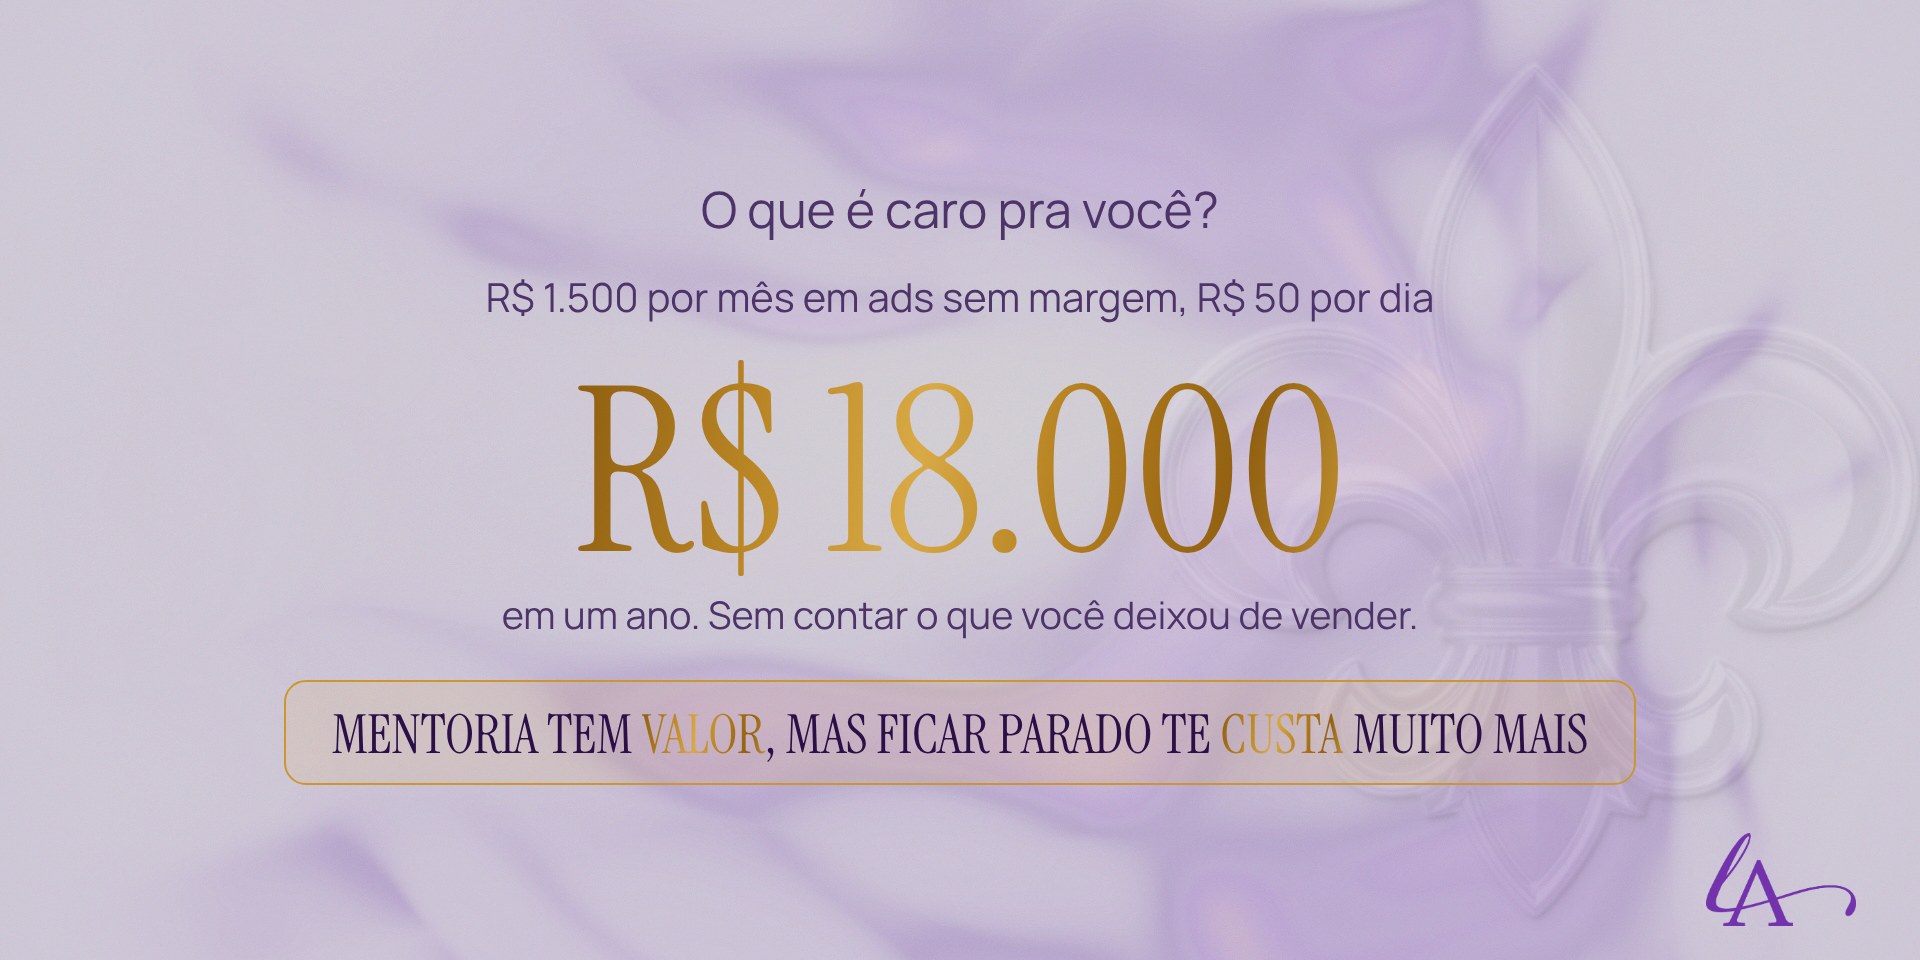 O que é caro pra você?
R$ 1.500 por mês em ads sem margem, R$ 50 por dia
R$ 18.000
em um ano. Sem contar o que você deixou de vender.
MENTORIA TEM VALOR, MAS FICAR PARADO TE CUSTA MUITO MAIS
lA